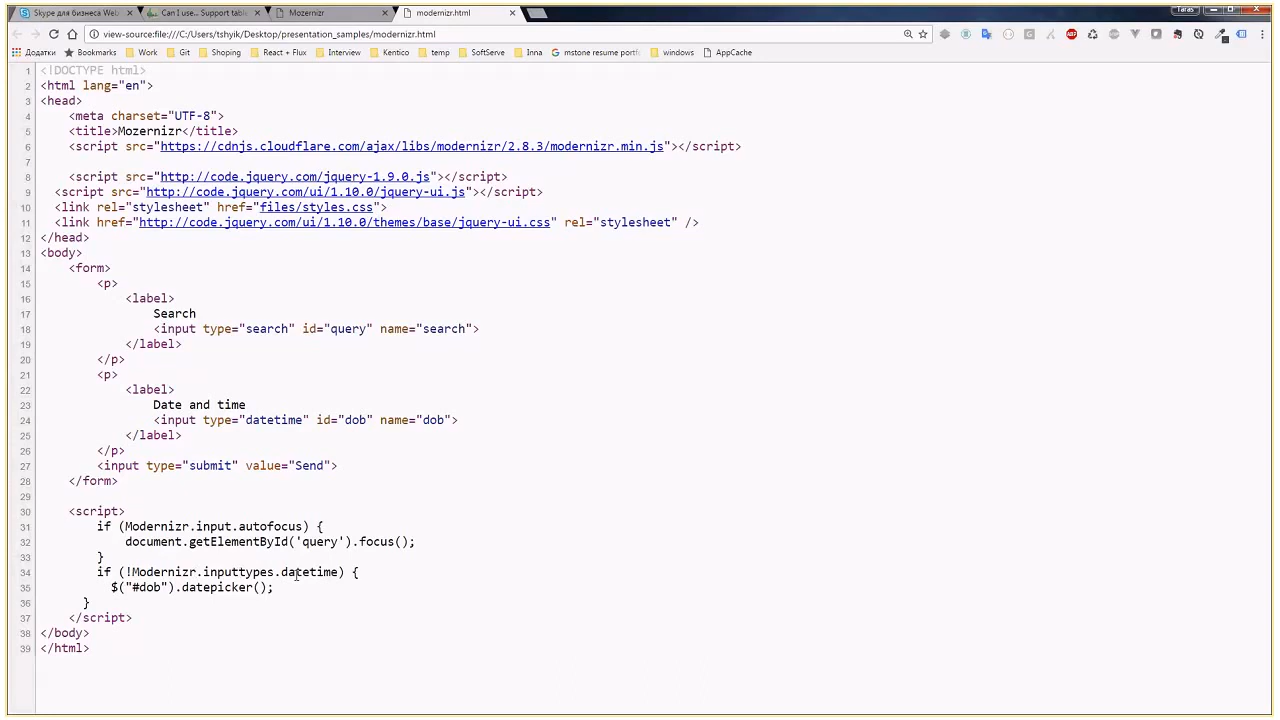 Skype для бизнеса Web
Can I use... Support table
Mozernizr
modernizr.html
Taras
view-source:file:///C:/Users/tshyik/Desktop/presentation_samples/modernizr.html
Додатки
Bookmarks
Work
Git
Shoping
React + Flux
Interview
Kentico
temp
SoftServe
Inna
mstone resume portf
windows
AppCache
1 <!DOCTYPE html>
2 <html lang="en">
3 <head>
4 <meta charset="UTF-8">
5 <title>Mozernizr</title>
6 <script src="https://cdnjs.cloudflare.com/ajax/libs/modernizr/2.8.3/modernizr.min.js"></script>
7
8 <script src="http://code.jquery.com/jquery-1.9.0.js"></script>
9 <script src="http://code.jquery.com/ui/1.10.0/jquery-ui.js"></script>
10 <link rel="stylesheet" href="files/styles.css">
11 <link href="http://code.jquery.com/ui/1.10.0/themes/base/jquery-ui.css" rel="stylesheet" />
12 </head>
13 <body>
14 <form>
15 <p>
16 <label>
17 Search
18 <input type="search" id="query" name="search">
19 </label>
20 </p>
21 <p>
22 <label>
23 Date and time
24 <input type="datetime" id="dob" name="dob">
25 </label>
26 </p>
27 <input type="submit" value="Send">
28 </form>
29
30 <script>
31 if (Modernizr.input.autofocus) {
32 document.getElementById('query').focus();
33 }
34 if (!Modernizr.inputtypes.datetime) {
35 $("#dob").datepicker();
36 }
37 </script>
38 </body>
39 </html>